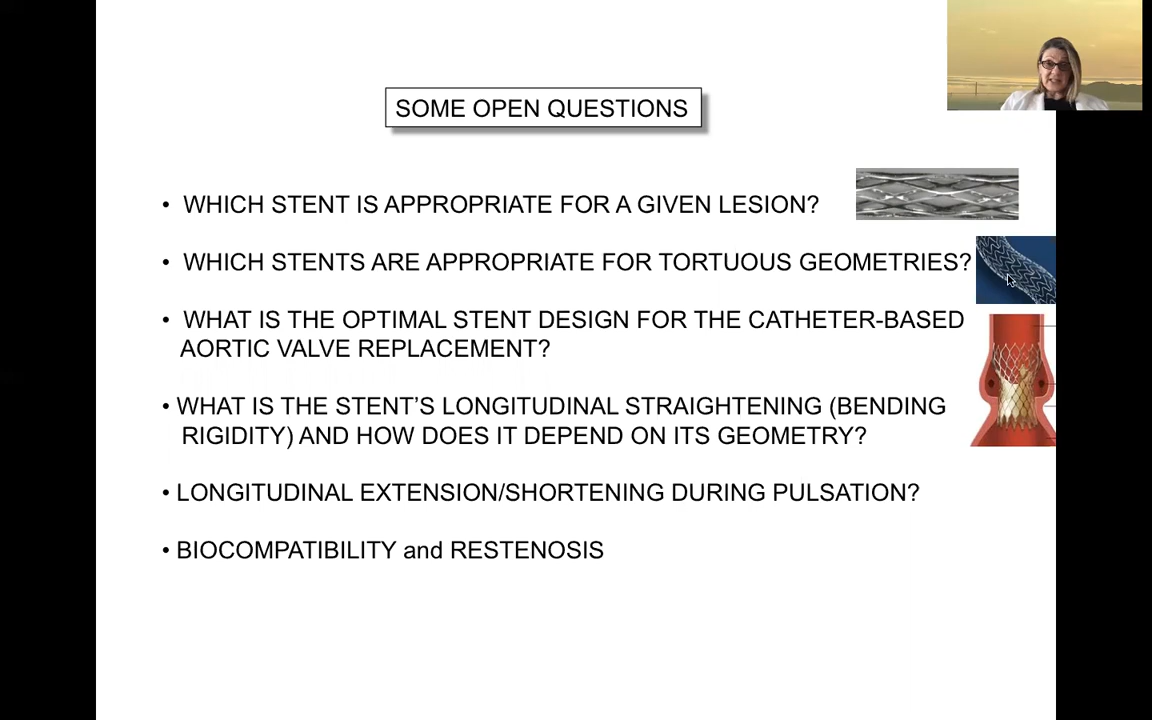 SOME OPEN QUESTIONS
• WHICH STENT IS APPROPRIATE FOR A GIVEN LESION?
• WHICH STENTS ARE APPROPRIATE FOR TORTUOUS GEOMETRIES?
• WHAT IS THE OPTIMAL STENT DESIGN FOR THE CATHETER-BASED
AORTIC VALVE REPLACEMENT?
• WHAT IS THE STENT’S LONGITUDINAL STRAIGHTENING (BENDING
RIGIDITY) AND HOW DOES IT DEPEND ON ITS GEOMETRY?
• LONGITUDINAL EXTENSION/SHORTENING DURING PULSATION?
• BIOCOMPATIBILITY and RESTENOSIS